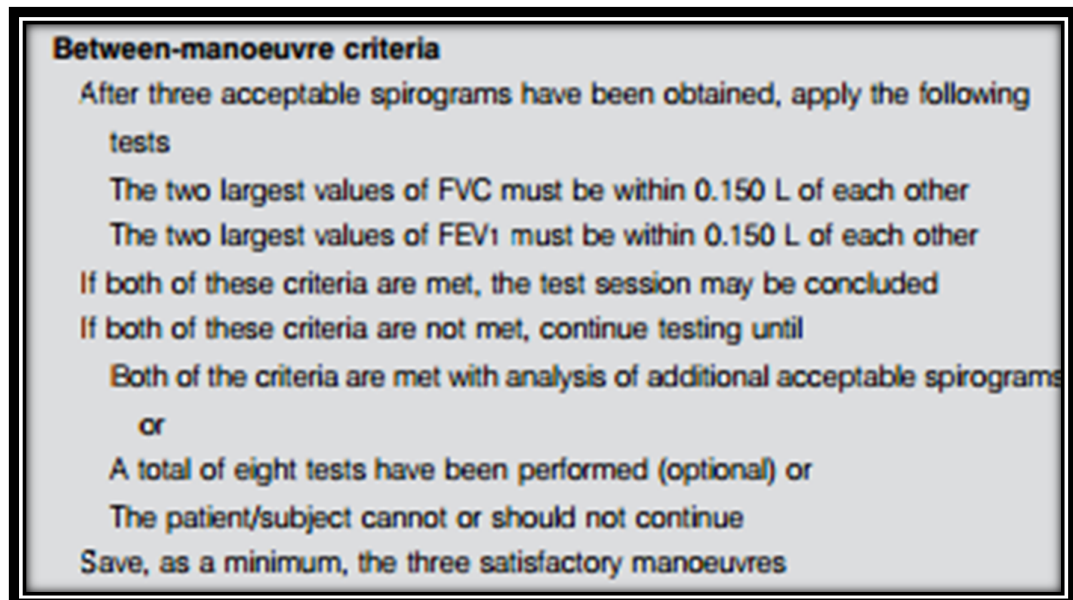 Between-manoeuvre criteria
After three acceptable spirograms have been obtained, apply the following
tests
The two largest values of FVC must be within 0.150 L of each other
The two largest values of FEV1 must be within 0.150 L of each other
If both of these criteria are met, the test session may be concluded
If both of these criteria are not met, continue testing until
Both of the criteria are met with analysis of additional acceptable spirograms
or
A total of eight tests have been performed (optional) or
The patient/subject cannot or should not continue
Save, as a minimum, the three satisfactory manoeuvres